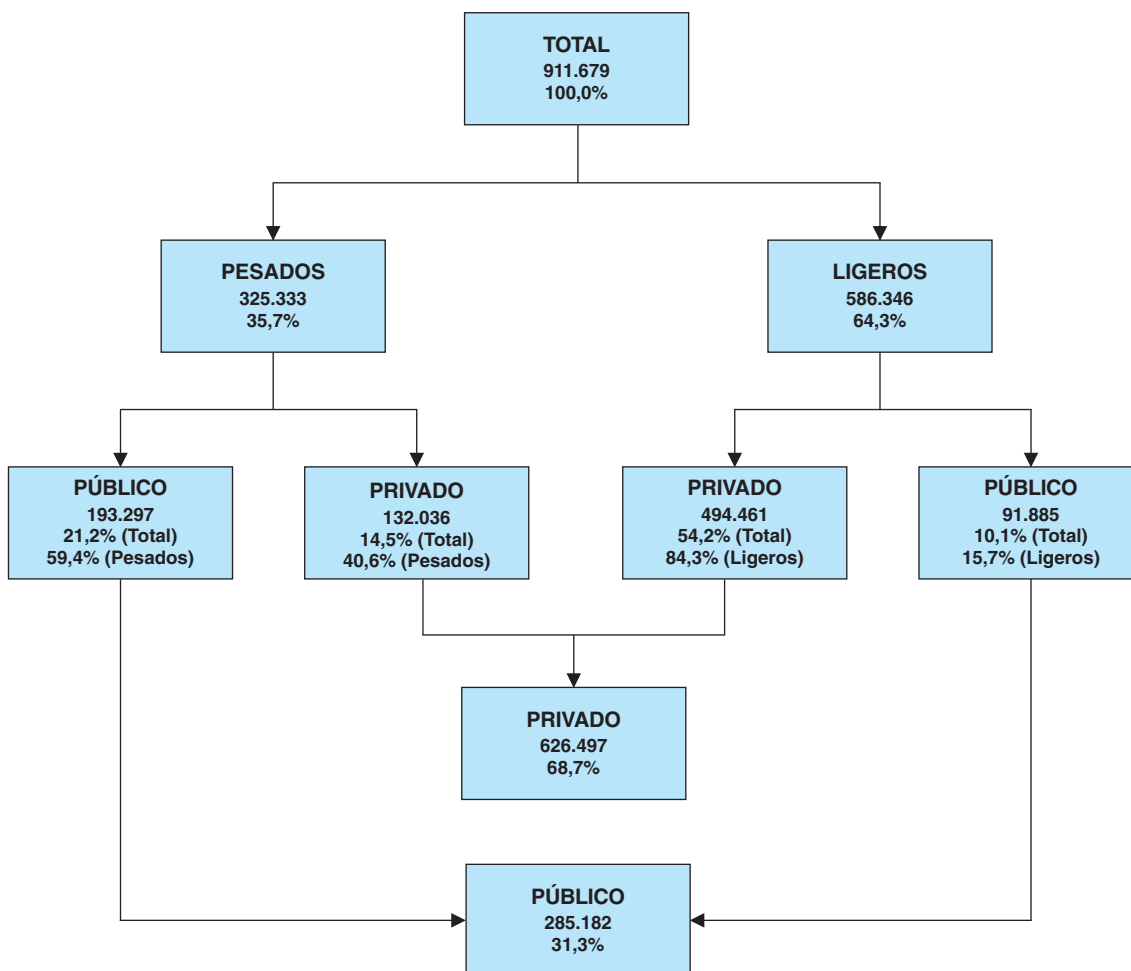 TOTAL
911.679
100,0%
PESADOS
325.333
35,7%
LIGEROS
586.346
64,3%
PÚBLICO
193.297
21,2% (Total)
59,4% (Pesados)
PRIVADO
132.036
14,5% (Total)
40,6% (Pesados)
PRIVADO
494.461
54,2% (Total)
84,3% (Ligeros)
PÚBLICO
91.885
10,1% (Total)
15,7% (Ligeros)
PRIVADO
626.497
68,7%
PÚBLICO
285.182
31,3%